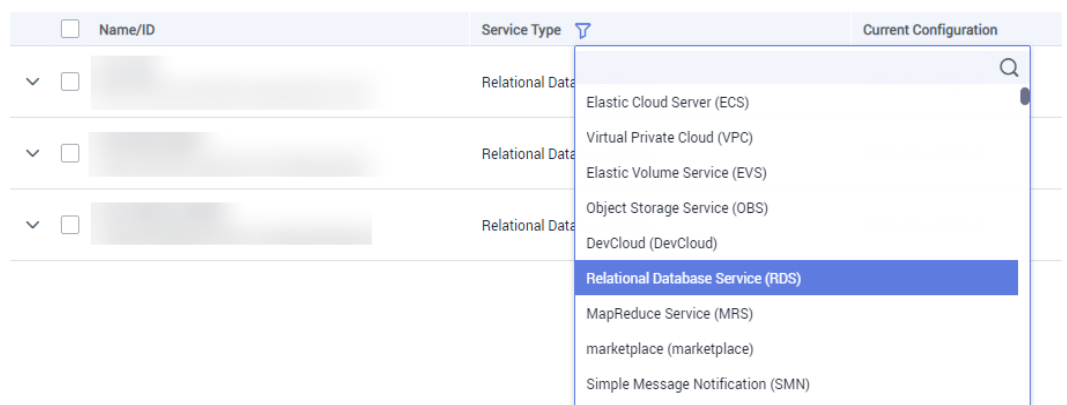 Name/ID Service Type Current Configuration
Relational Data
Elastic Cloud Server (ECS)
Virtual Private Cloud (VPC)
Relational Data
Elastic Volume Service (EVS)
Object Storage Service (OBS)
Relational Data
DevCloud (DevCloud)
Relational Database Service (RDS)
MapReduce Service (MRS)
marketplace (marketplace)
Simple Message Notification (SMN)